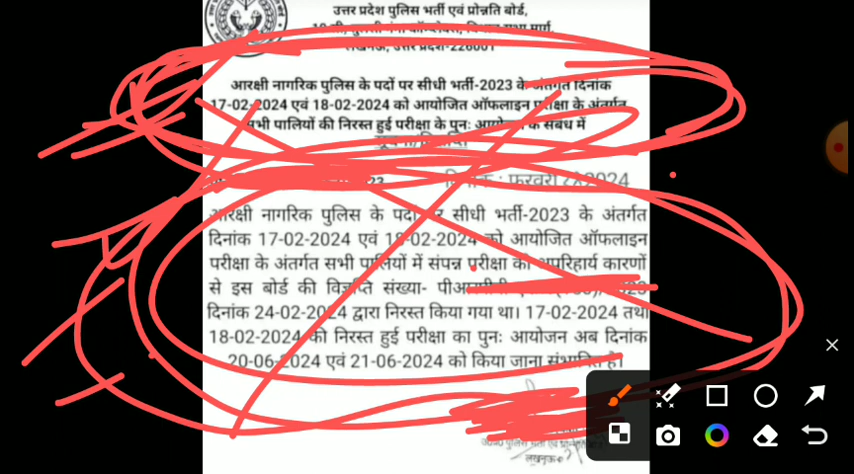 उत्तर प्रदेश पुलिस भर्ती एवं प्रोन्नति बोर्ड,
लखनऊ, उत्तर प्रदेश-226001
आरक्षी नागरिक पुलिस के पदों पर सीधी भर्ती-2023 के अंतर्गत दिनांक
17-02-2024 एवं 18-02-2024 को आयोजित ऑफलाइन परीक्षा के अंतर्गत
सभी पालियों की निरस्त हुई परीक्षा के पुनः आयोजन के संबंध में
दिनांक : फरवरी 2024
आरक्षी नागरिक पुलिस के पदों पर सीधी भर्ती-2023 के अंतर्गत
दिनांक 17-02-2024 एवं 18-02-2024 को आयोजित ऑफलाइन
परीक्षा के अंतर्गत सभी पालियों में संपन्न परीक्षा को अपरिहार्य कारणों
से इस बोर्ड की विज्ञप्ति संख्या-
दिनांक 24-02-2024 द्वारा निरस्त किया गया था। 17-02-2024 तथा
18-02-2024 की निरस्त हुई परीक्षा का पुनः आयोजन अब दिनांक
20-06-2024 एवं 21-06-2024 को किया जाना संभावित है।
लखनऊ